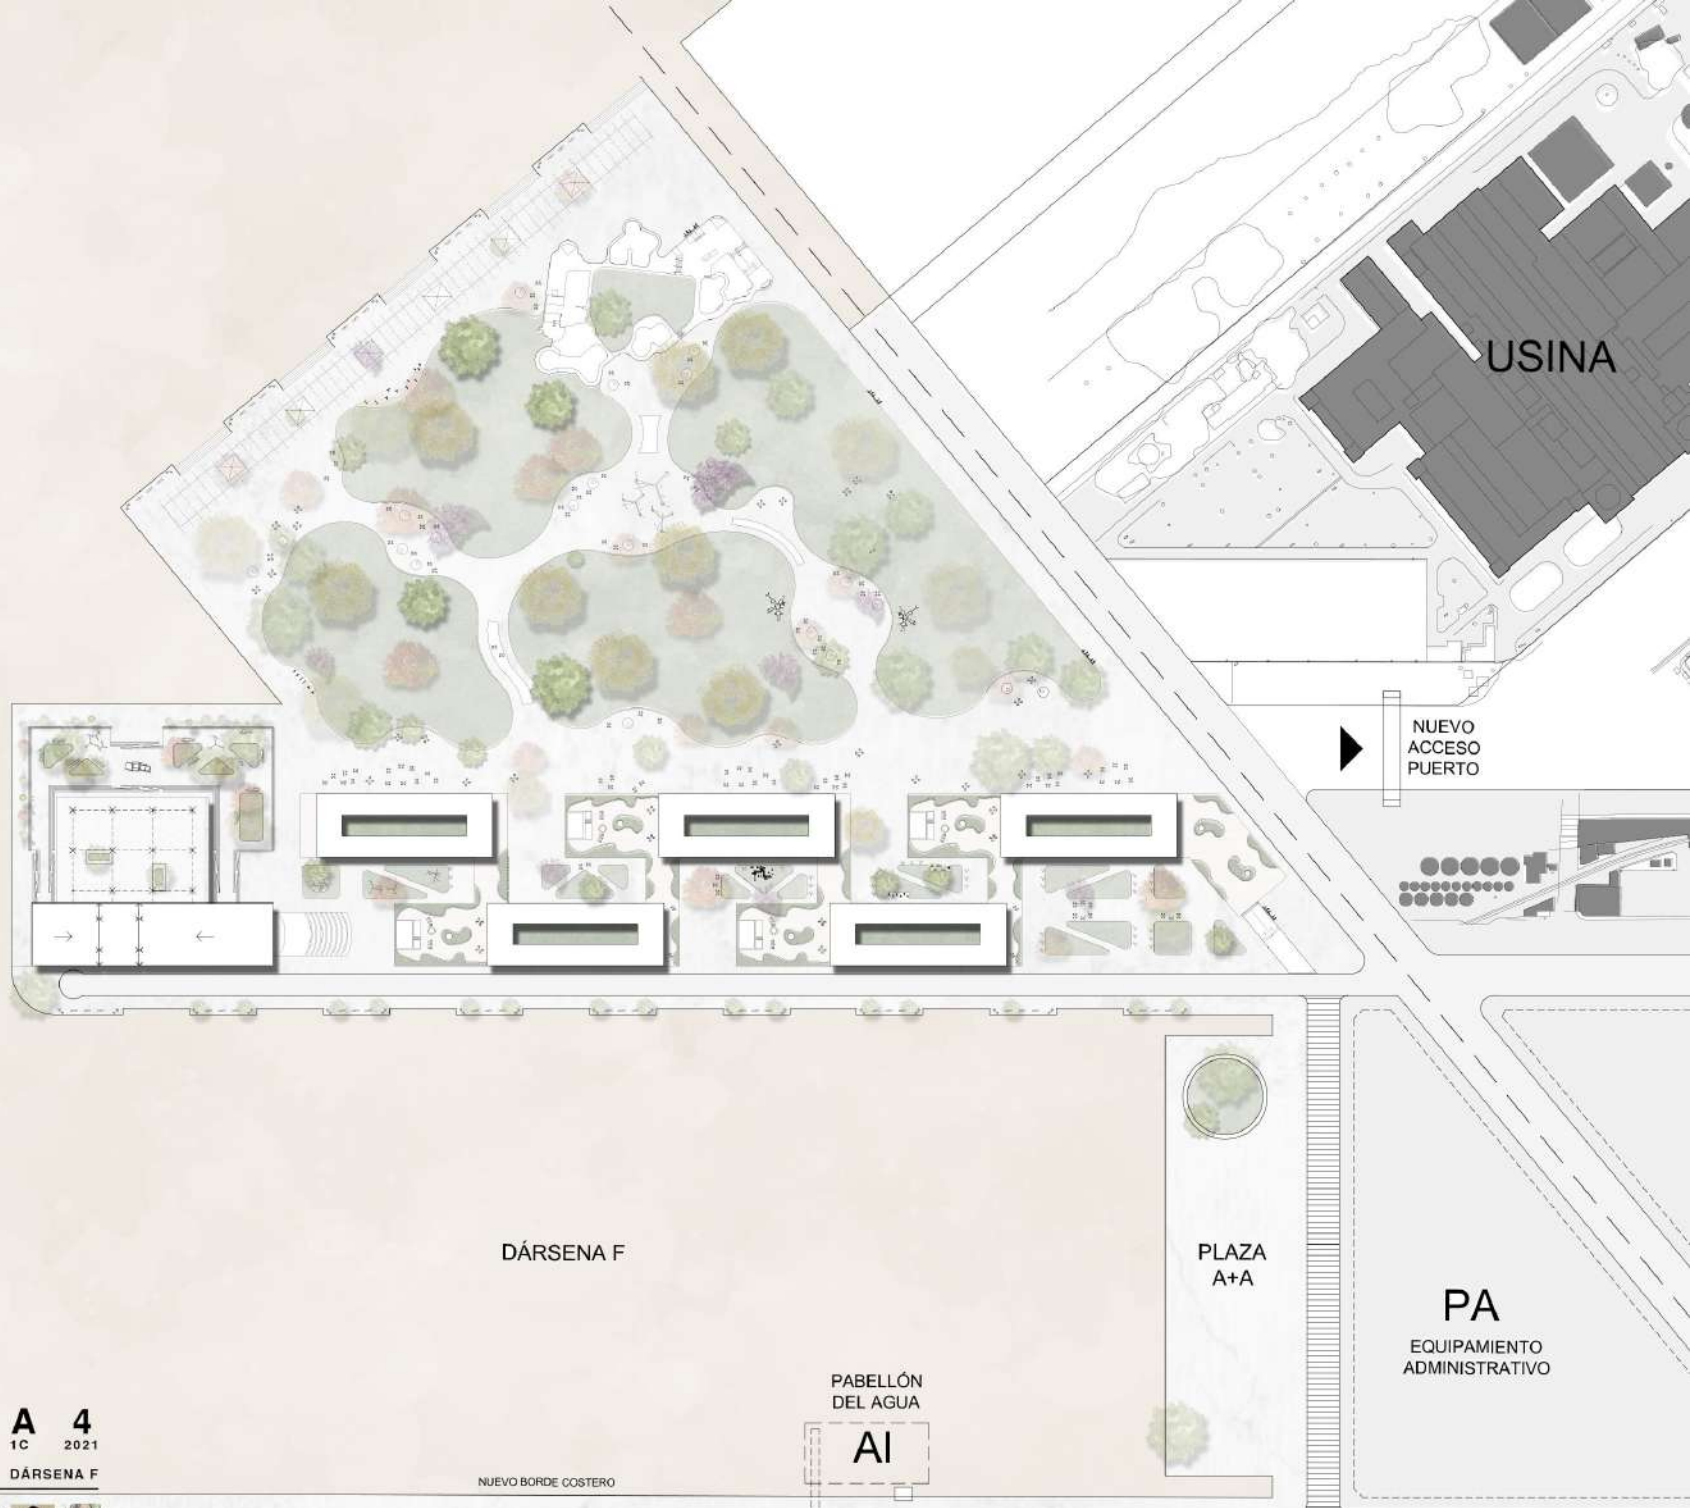 USINA
NUEVO
ACCESO
PUERTO
DÁRSENA F
PLAZA
A+A
PA
EQUIPAMIENTO
ADMINISTRATIVO
PABELLÓN
DEL AGUA
AI
A 4
1C 2021
DÁRSENA F
NUEVO BORDE COSTERO